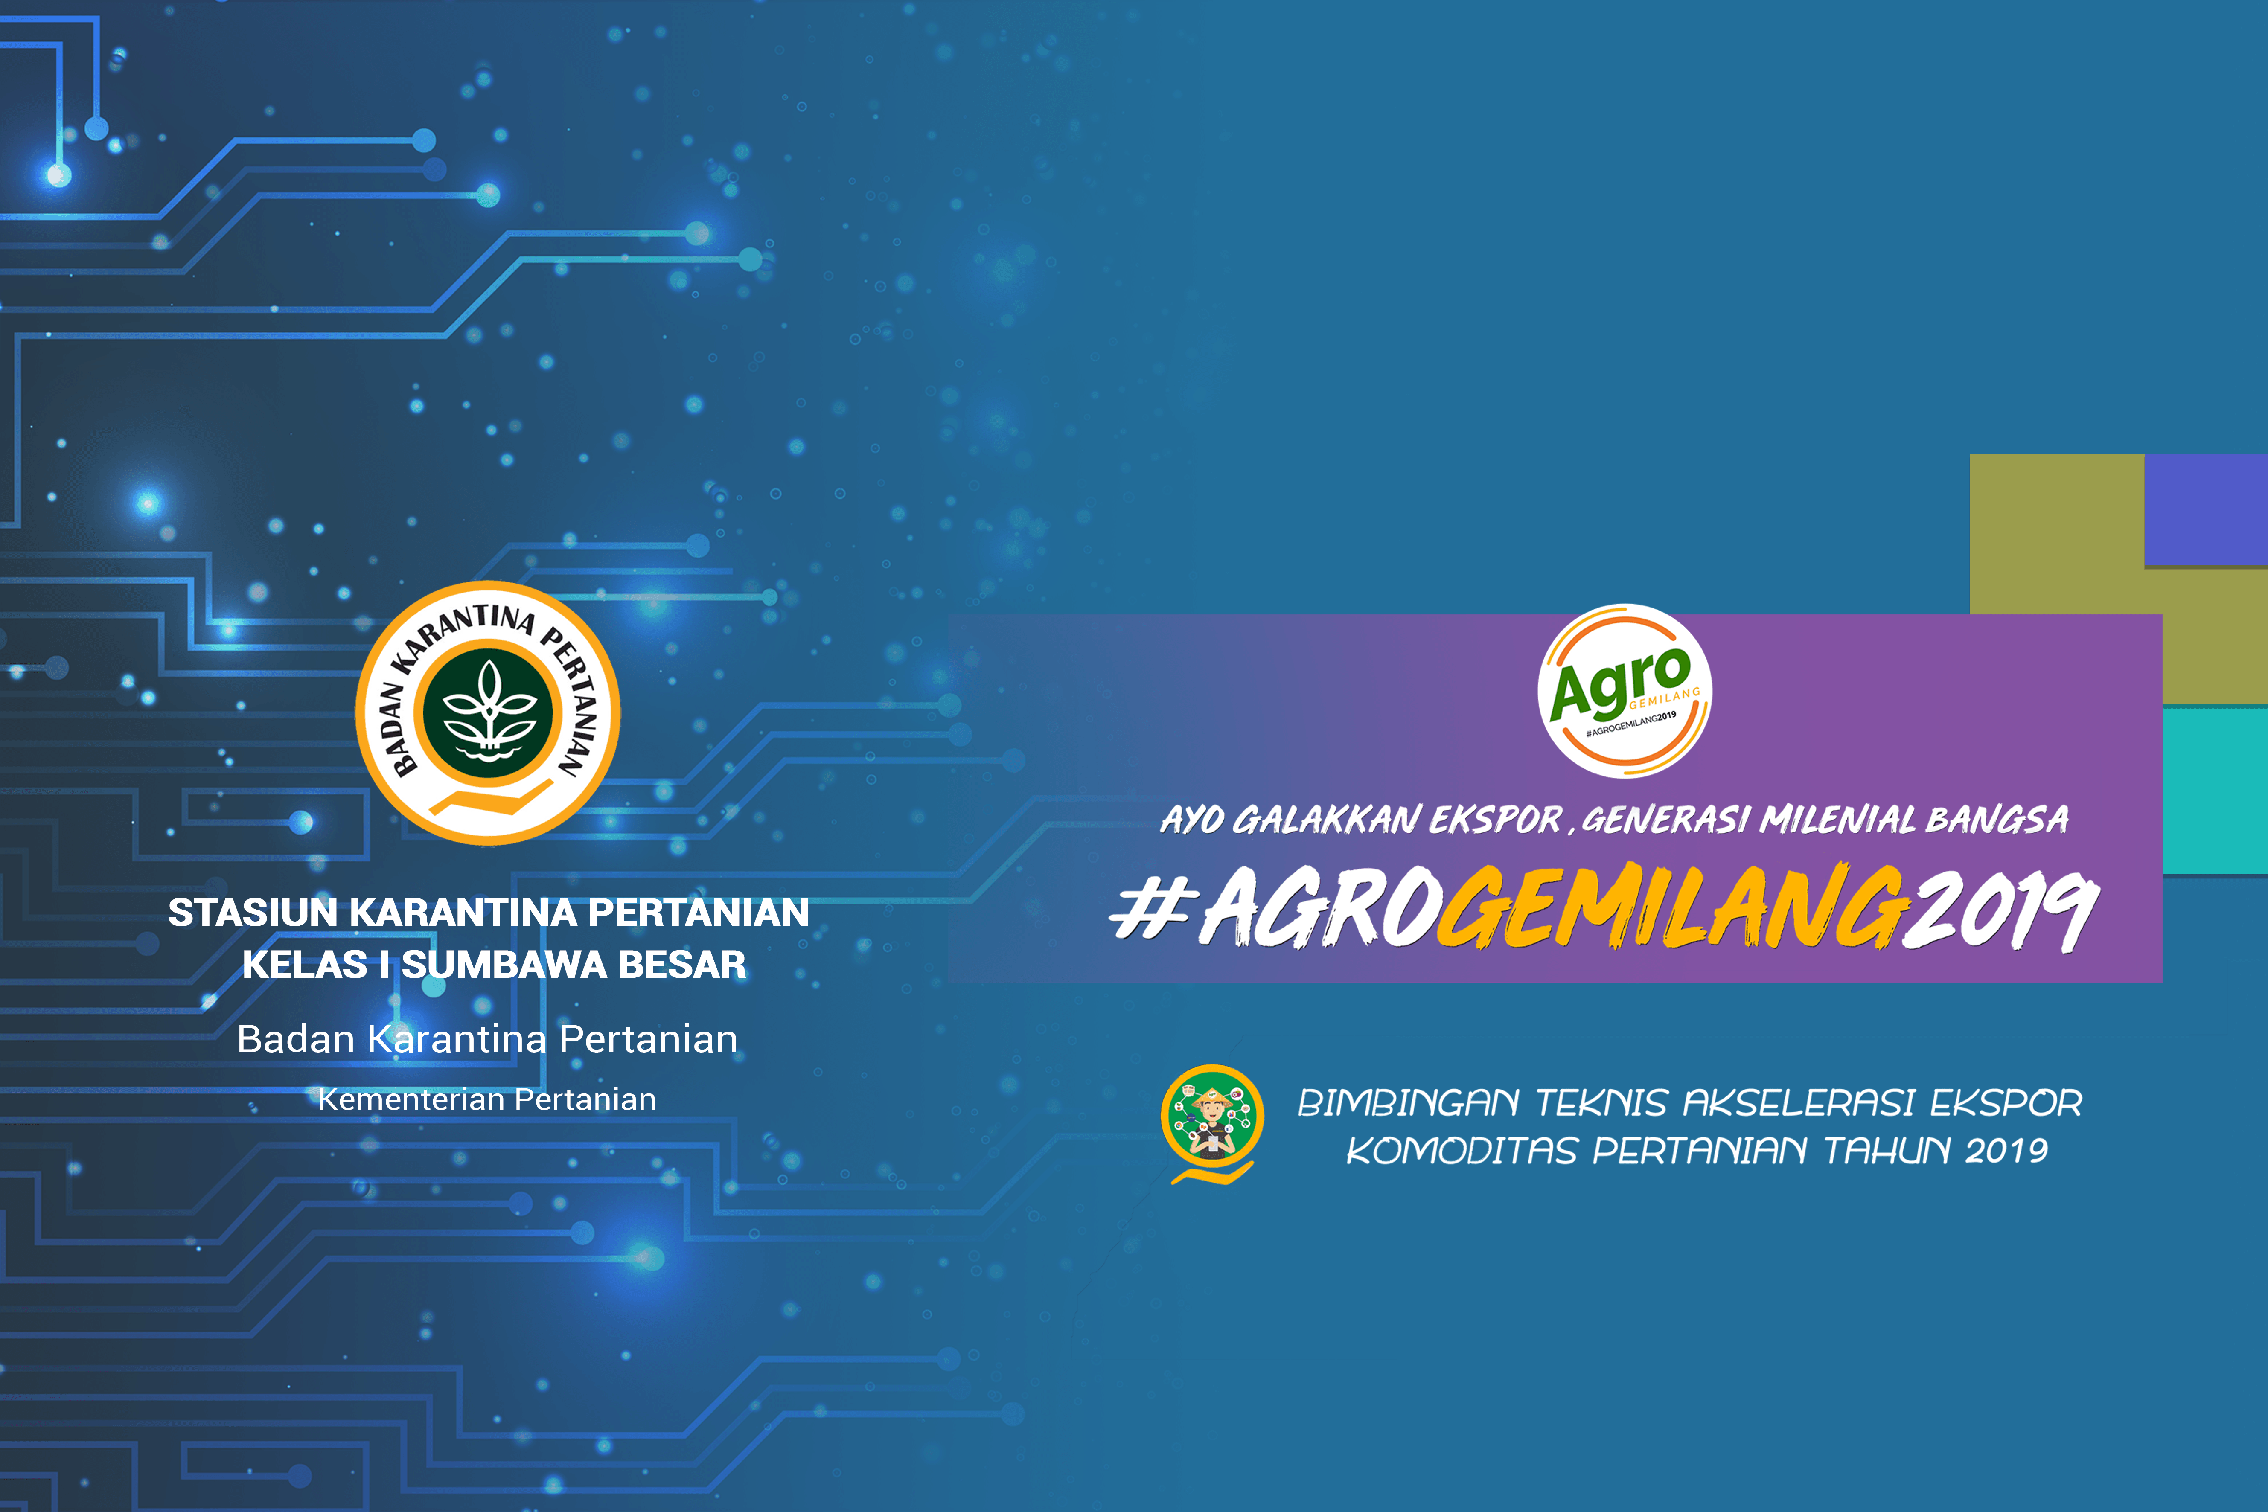 BADAN KARANTINA PERTANIAN
STASIUN KARANTINA PERTANIAN
KELAS I SUMBAWA BESAR
Badan Karantina Pertanian
Kementerian Pertanian
Agro
GEMILANG
#AGROGEMILANG2019
AYO GALAKKAN EKSPOR, GENERASI MILENIAL BANGSA
#AGROGEMILANG2019
BIMBINGAN TEKNIS AKSELERASI EKSPOR
KOMODITAS PERTANIAN TAHUN 2019